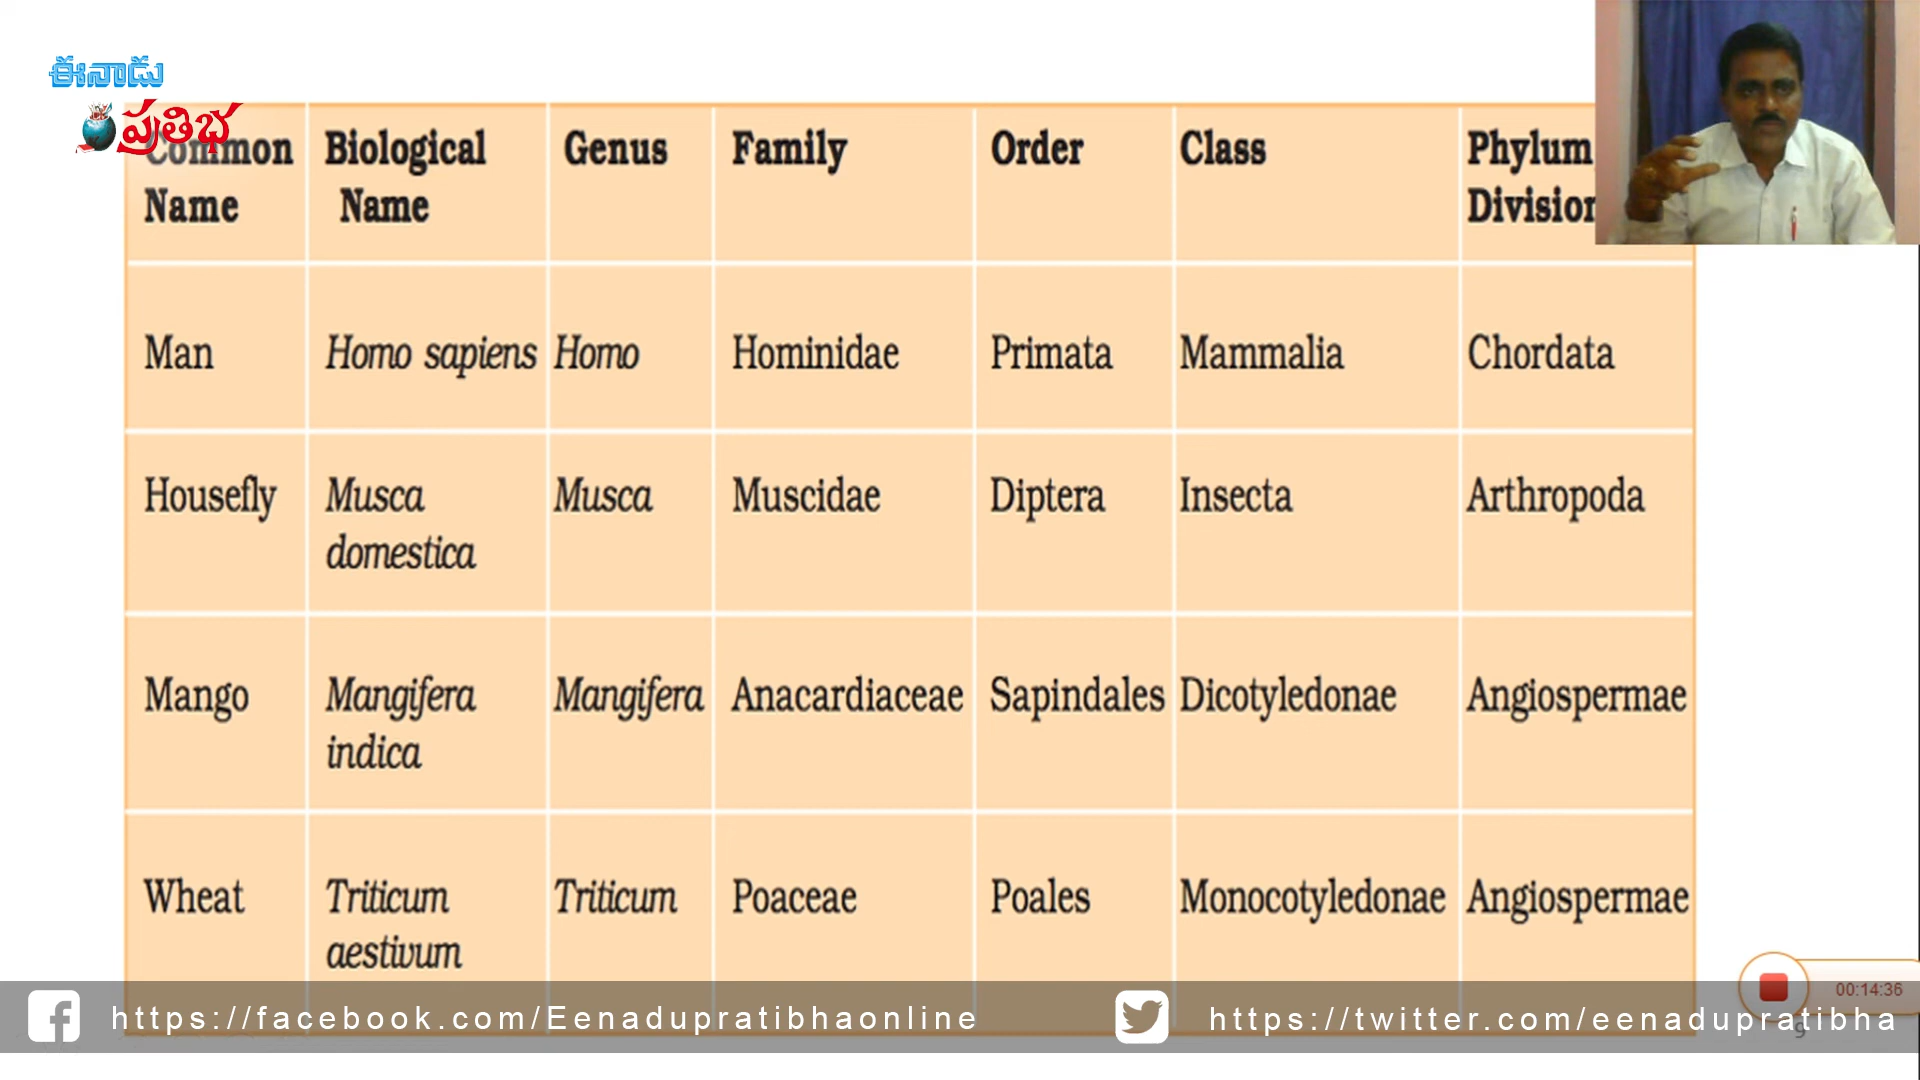 ఈనాడు
ప్రతిభ
Common Biological Genus Family Order Class Phylum
Name Name Division
Man Homo sapiens Homo Hominidae Primata Mammalia Chordata
Housefly Musca Musca Muscidae Diptera Insecta Arthropoda
domestica
Mango Mangifera Mangifera Anacardiaceae Sapindales Dicotyledonae Angiospermae
indica
Wheat Triticum Triticum Poaceae Poales Monocotyledonae Angiospermae
aestivum
00:14:36
https://facebook.com/Eenadupratibhaonline https://twitter.com/eenadupratibha
9